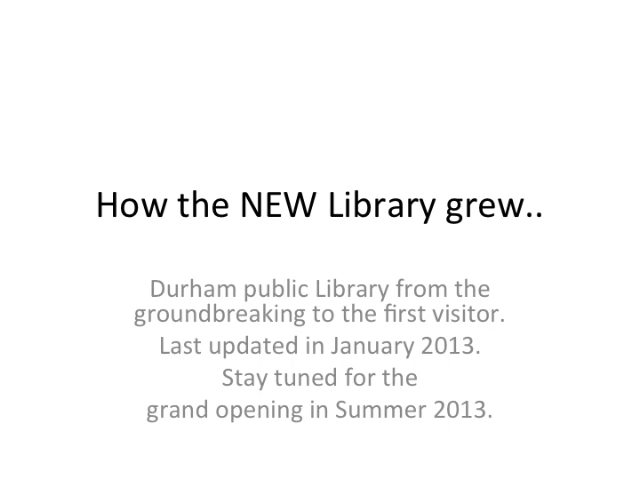 How the NEW Library grew..
Durham public Library from the
groundbreaking to the first visitor.
Last updated in January 2013.
Stay tuned for the
grand opening in Summer 2013.